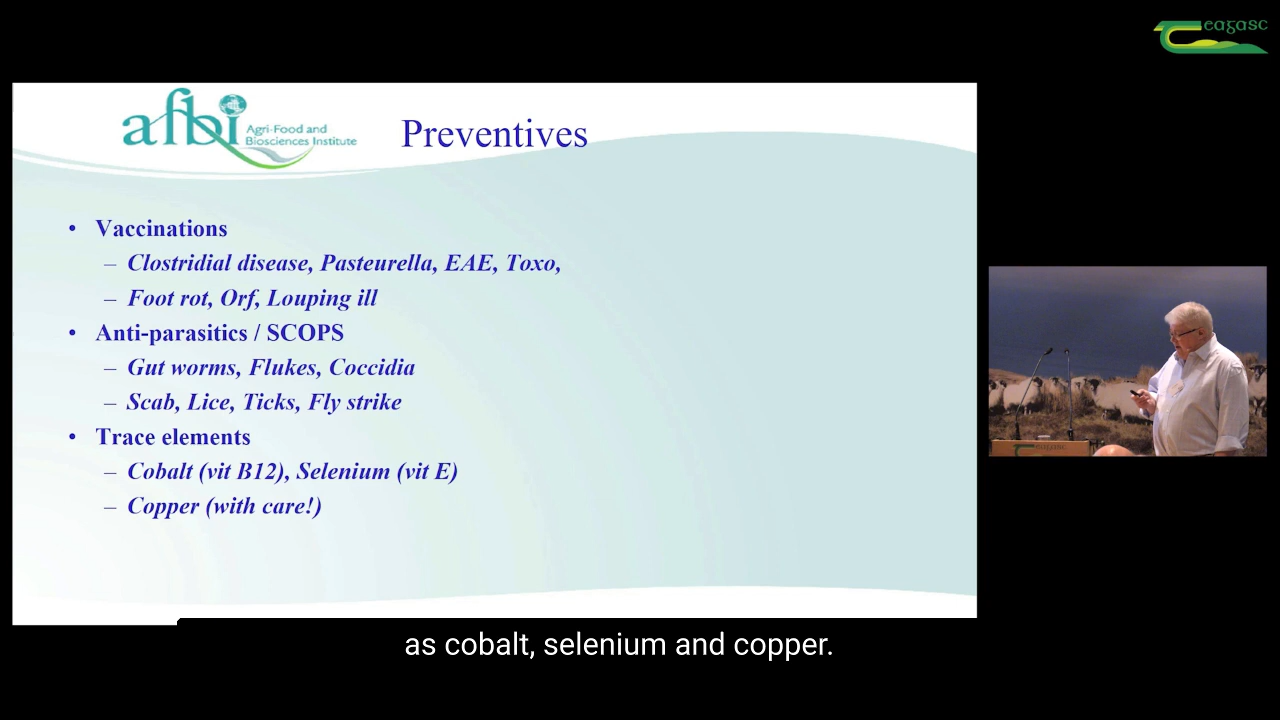 eagasc
afbi
Agri-Food and
Biosciences Institute
Preventives
• Vaccinations
– Clostridial disease, Pasteurella, EAE, Toxo,
– Foot rot, Orf, Louping ill
• Anti-parasitics / SCOPS
– Gut worms, Flukes, Coccidia
– Scab, Lice, Ticks, Fly strike
• Trace elements
– Cobalt (vit B12), Selenium (vit E)
– Copper (with care!)
as cobalt, selenium and copper.